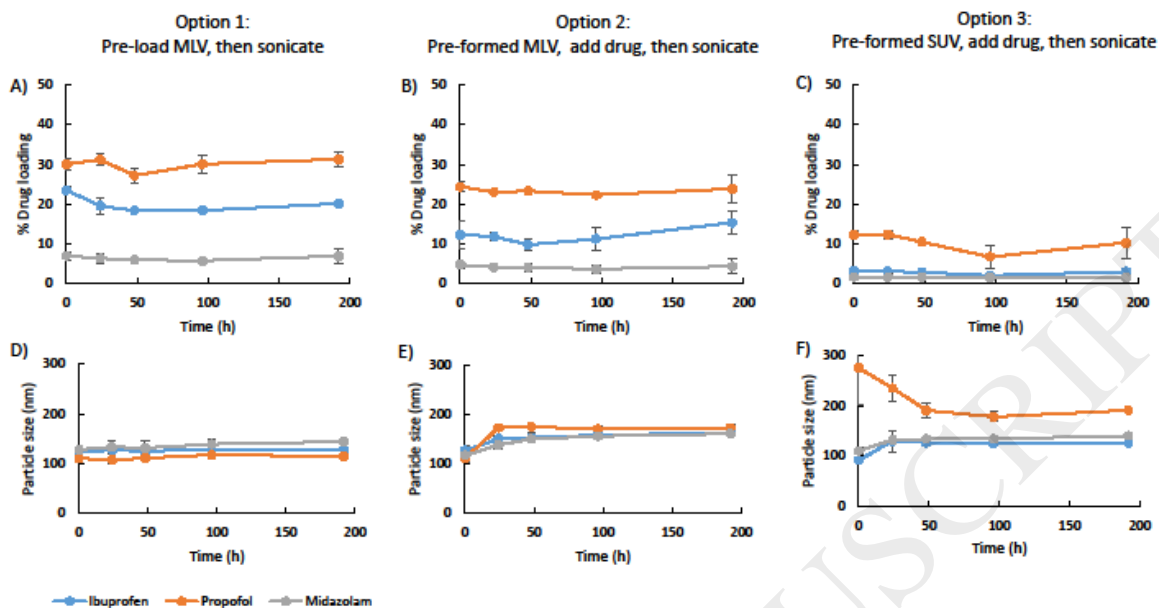 Option 1:
Pre-load MLV, then sonicate
Option 2:
Pre-formed MLV, add drug, then sonicate
Option 3:
Pre-formed SUV, add drug, then sonicate
A)
50
40
30
20
10
0
% Drug loading
0 50 100 150 200
Time (h)
B)
50
40
30
20
10
0
% Drug loading
0 50 100 150 200
Time (h)
C)
50
40
30
20
10
0
% Drug loading
0 50 100 150 200
Time (h)
D)
300
200
100
0
Particle size (nm)
0 50 100 150 200
Time (h)
E)
300
200
100
0
Particle size (nm)
0 50 100 150 200
Time (h)
F)
300
200
100
0
Particle size (nm)
0 50 100 150 200
Time (h)
Ibuprofen Propofol Midazolam
USCRIPT